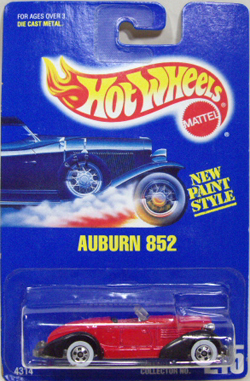 FOR AGES OVER 3
DIE CAST METAL.
HOT WHEELS
MATTEL
NEW
PAINT
STYLE
AUBURN 852
4314
COLLECTOR NO.